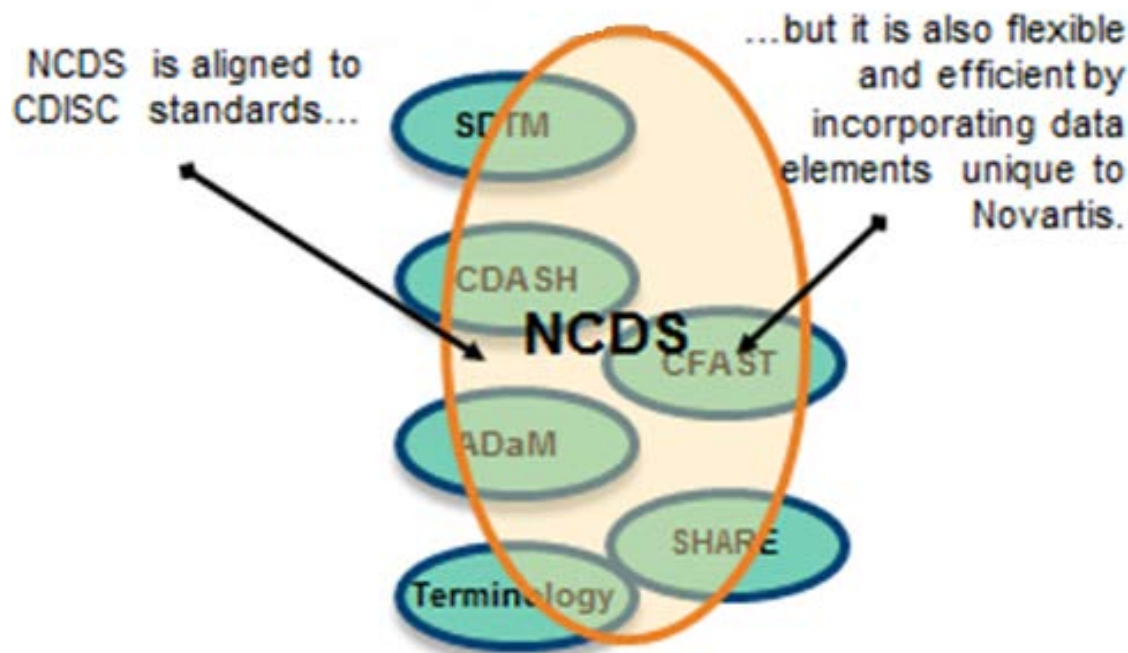 NCDS is aligned to
CDISC standards...
...but it is also flexible
and efficient by
incorporating data
elements unique to
Novartis.
SDTM
CDASH
NCDS
CFAST
ADaM
SHARE
Terminology